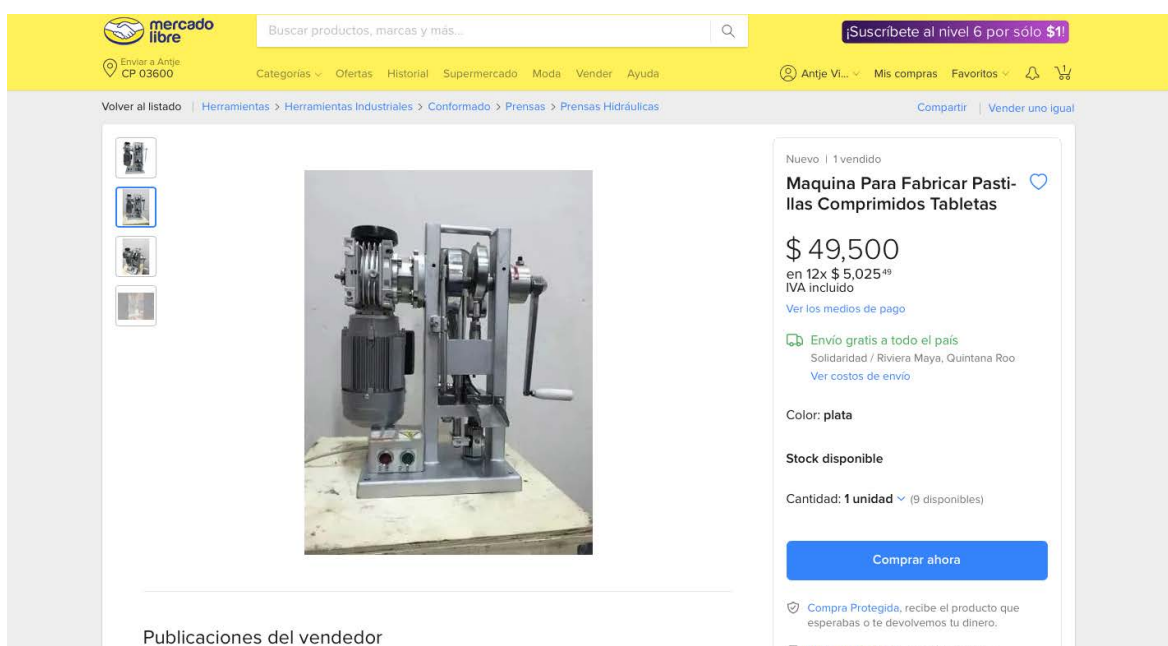 mercado
libre
Buscar productos, marcas y más...
¡Suscríbete al nivel 6 por sólo $1!
Enviar a Antje
CP 03600
Categorías Ofertas Historial Supermercado Moda Vender Ayuda
Antje Vi... Mis compras Favoritos 1
Volver al listado | Herramientas > Herramientas Industriales > Conformado > Prensas > Prensas Hidráulicas
Compartir | Vender uno igual
Nuevo | 1 vendido
Maquina Para Fabricar Pasti-
llas Comprimidos Tabletas
$ 49,500
en 12x $ 5,025 49
IVA incluido
Ver los medios de pago
Envío gratis a todo el país
Solidaridad / Riviera Maya, Quintana Roo
Ver costos de envío
Color: plata
Stock disponible
Cantidad: 1 unidad (9 disponibles)
Comprar ahora
Compra Protegida, recibe el producto que
esperabas o te devolvemos tu dinero.
Publicaciones del vendedor